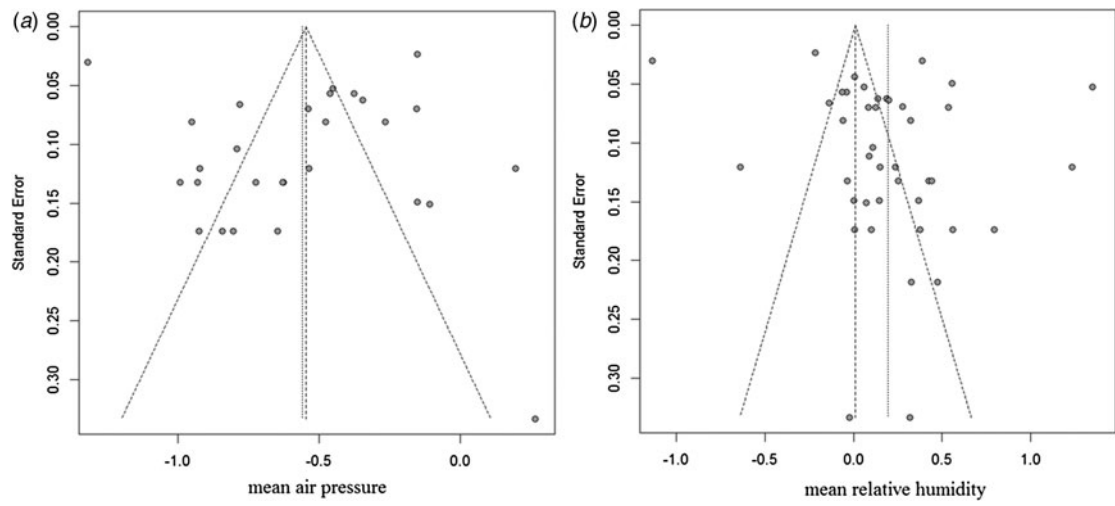 (a)
Standard Error
0.00
0.05
0.10
0.15
0.20
0.25
0.30
-1.0 -0.5 0.0
mean air pressure
(b)
Standard Error
0.00
0.05
0.10
0.15
0.20
0.25
0.30
-1.0 -0.5 0.0 0.5 1.0
mean relative humidity